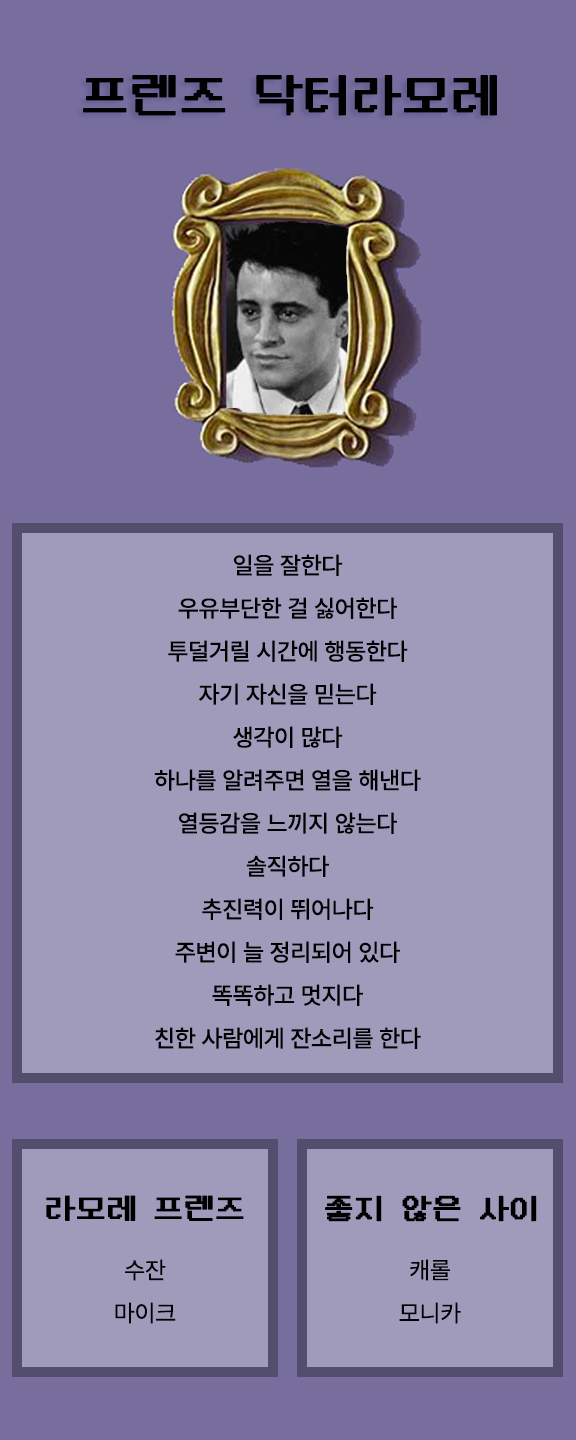 프렌즈 닥터라모레
일을 잘한다
우유부단한 걸 싫어한다
투덜거릴 시간에 행동한다
자기 자신을 믿는다
생각이 많다
하나를 알려주면 열을 해낸다
열등감을 느끼지 않는다
솔직하다
추진력이 뛰어나다
주변이 늘 정리되어 있다
똑똑하고 멋지다
친한 사람에게 잔소리를 한다
라모레 프렌즈
수잔
마이크
좋지 않은 사이
캐롤
모니카